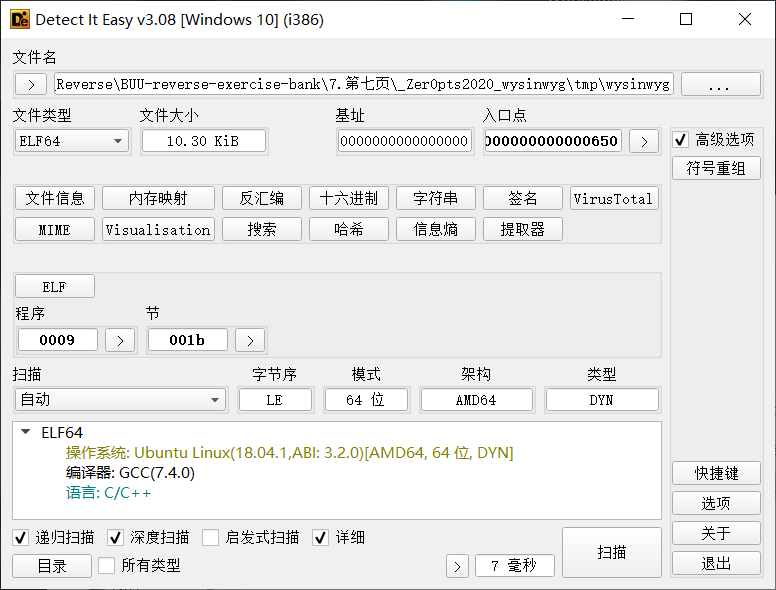 Detect It Easy v3.08 [Windows 10] (i386)
文件名
> Reverse\BUU-reverse-exercise-bank\7.第七页\_Zer0pts2020_wysinwyg\tmp\wysinwyg ...
文件类型 文件大小 基址 入口点
ELF64 10.30 KiB 0000000000000000 000000000000650 > 高级选项
符号重组
文件信息 内存映射 反汇编 十六进制 字符串 签名 VirusTotal
MIME Visualisation 搜索 哈希 信息熵 提取器
ELF
程序 节
0009 > 001b >
扫描 字节序 模式 架构 类型
自动 LE 64 位 AMD64 DYN
ELF64
操作系统: Ubuntu Linux(18.04.1,ABI: 3.2.0)[AMD64, 64 位, DYN]
编译器: GCC(7.4.0)
语言: C/C++
快捷键
选项
关于
退出
递归扫描 深度扫描 启发式扫描 详细
目录 所有类型 > 7 毫秒 扫描